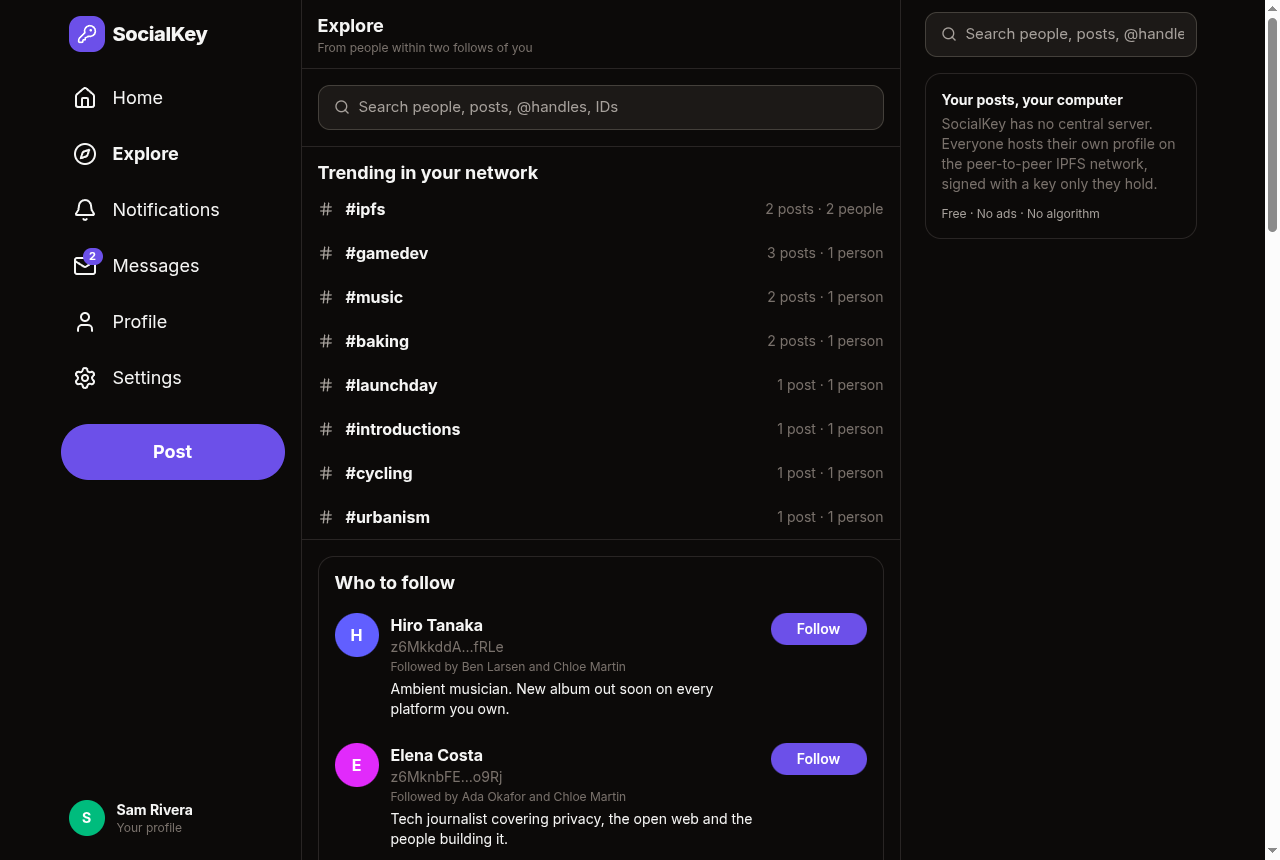 SocialKey
Home
Explore
Notifications
2
Messages
Profile
Settings
Post
S
Sam Rivera
Your profile
Explore
From people within two follows of you
Search people, posts, @handles, IDs
Trending in your network
#ipfs
2 posts · 2 people
#gamedev
3 posts · 1 person
#music
2 posts · 1 person
#baking
2 posts · 1 person
#launchday
1 post · 1 person
#introductions
1 post · 1 person
#cycling
1 post · 1 person
#urbanism
1 post · 1 person
Who to follow
H
Hiro Tanaka
z6MkkddA...fRLe
Followed by Ben Larsen and Chloe Martin
Ambient musician. New album out soon on every
platform you own.
Follow
E
Elena Costa
z6MknbFE...o9Rj
Followed by Ada Okafor and Chloe Martin
Tech journalist covering privacy, the open web and the
people building it.
Follow
Search people, posts, @handle
Your posts, your computer
SocialKey has no central server.
Everyone hosts their own profile on
the peer-to-peer IPFS network,
signed with a key only they hold.
Free · No ads · No algorithm